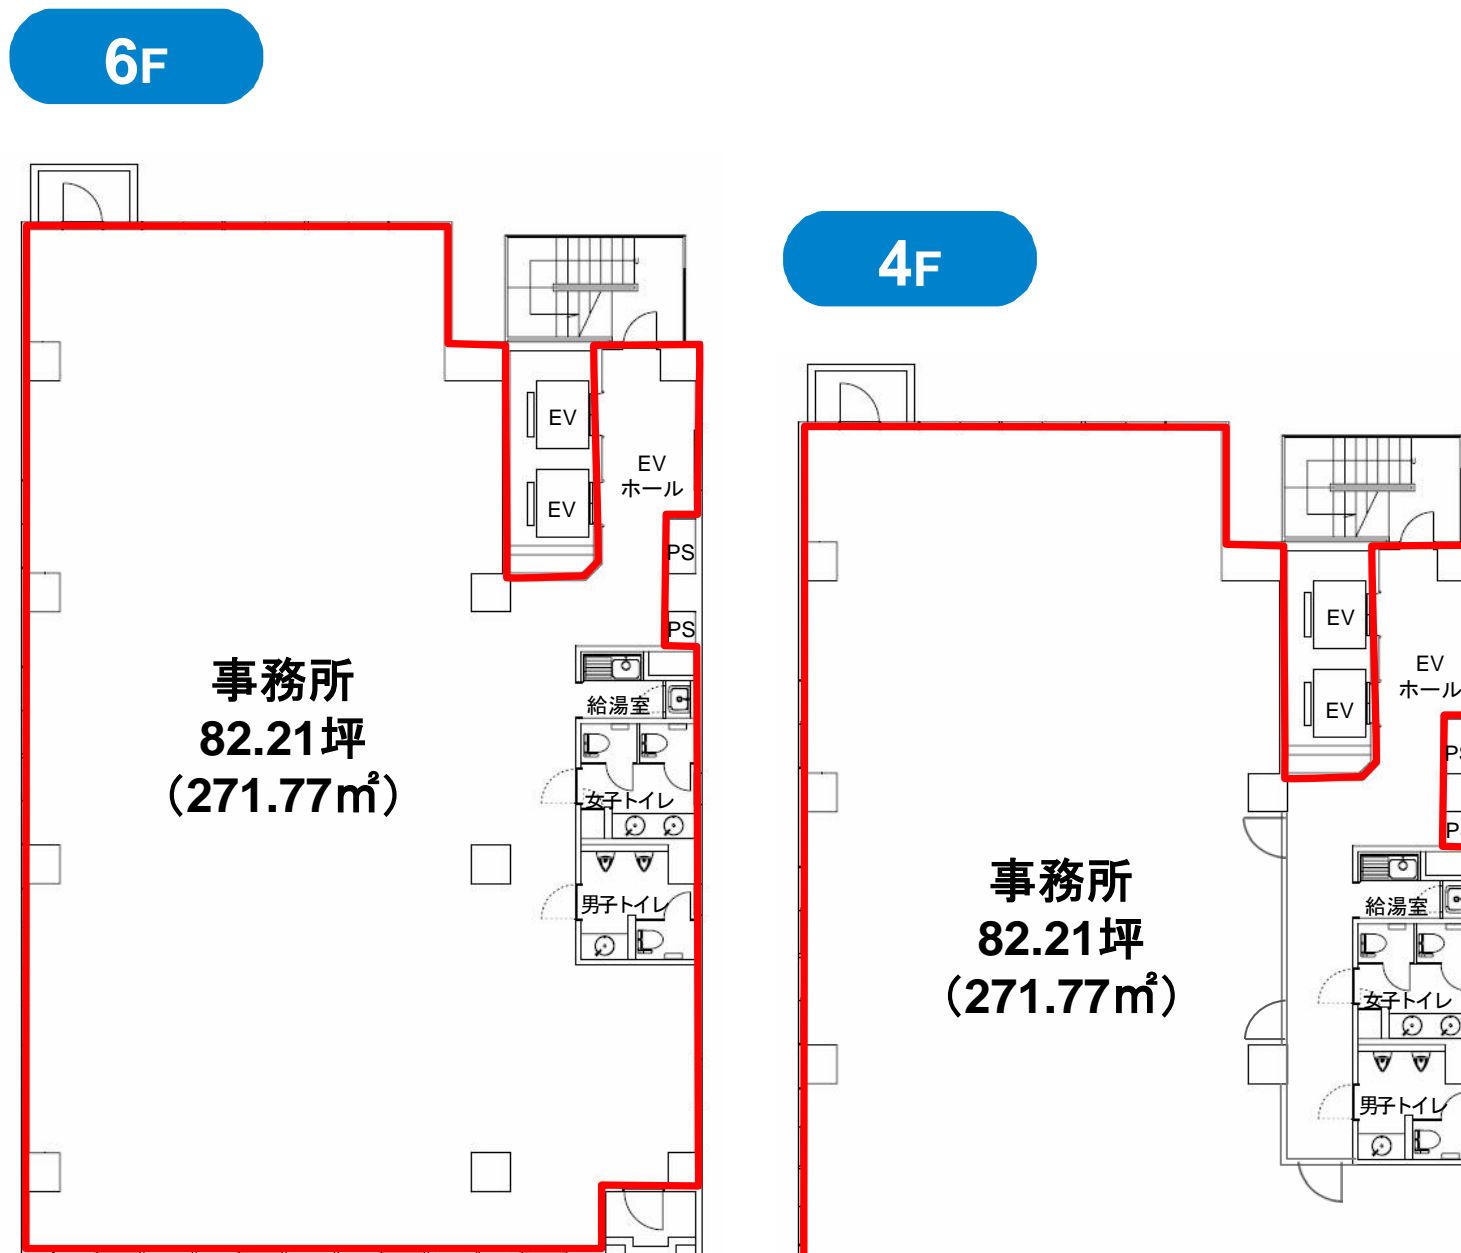 6F
EV
EV
EV
ホール
PS
PS
事務所
82.21坪
（271.77㎡）
給湯室
女子トイレ
男子トイレ
4F
EV
EV
EV
ホール
PS
P
事務所
82.21坪
（271.77㎡）
給湯室
女子トイレ
男子トイレ